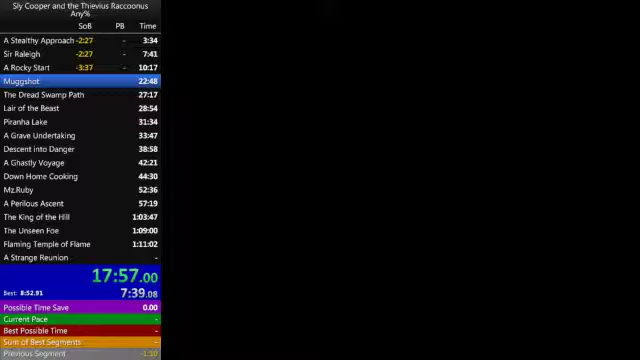 Sly Cooper and the Thievius Raccoonus
Any%
SoB PB Time
A Stealthy Approach -2:27 - 3:34
Sir Raleigh -2:27 - 7:41
A Rocky Start -3:37 - 10:17
Muggshot 22:48
The Dread Swamp Path 27:17
Lair of the Beast 28:54
Piranha Lake 31:34
A Grave Undertaking 33:47
Descent into Danger 38:58
A Ghastly Voyage 42:21
Down Home Cooking 44:30
Mz.Ruby 52:36
A Perilous Ascent 57:19
The King of the Hill 1:03:47
The Unseen Foe 1:09:00
Flaming Temple of Flame 1:11:02
A Strange Reunion -
17:57.00
Best: 8:52.91 7:39.08
Possible Time Save 0.00
Current Pace -
Best Possible Time -
Sum of Best Segments -
Previous Segment -1:10